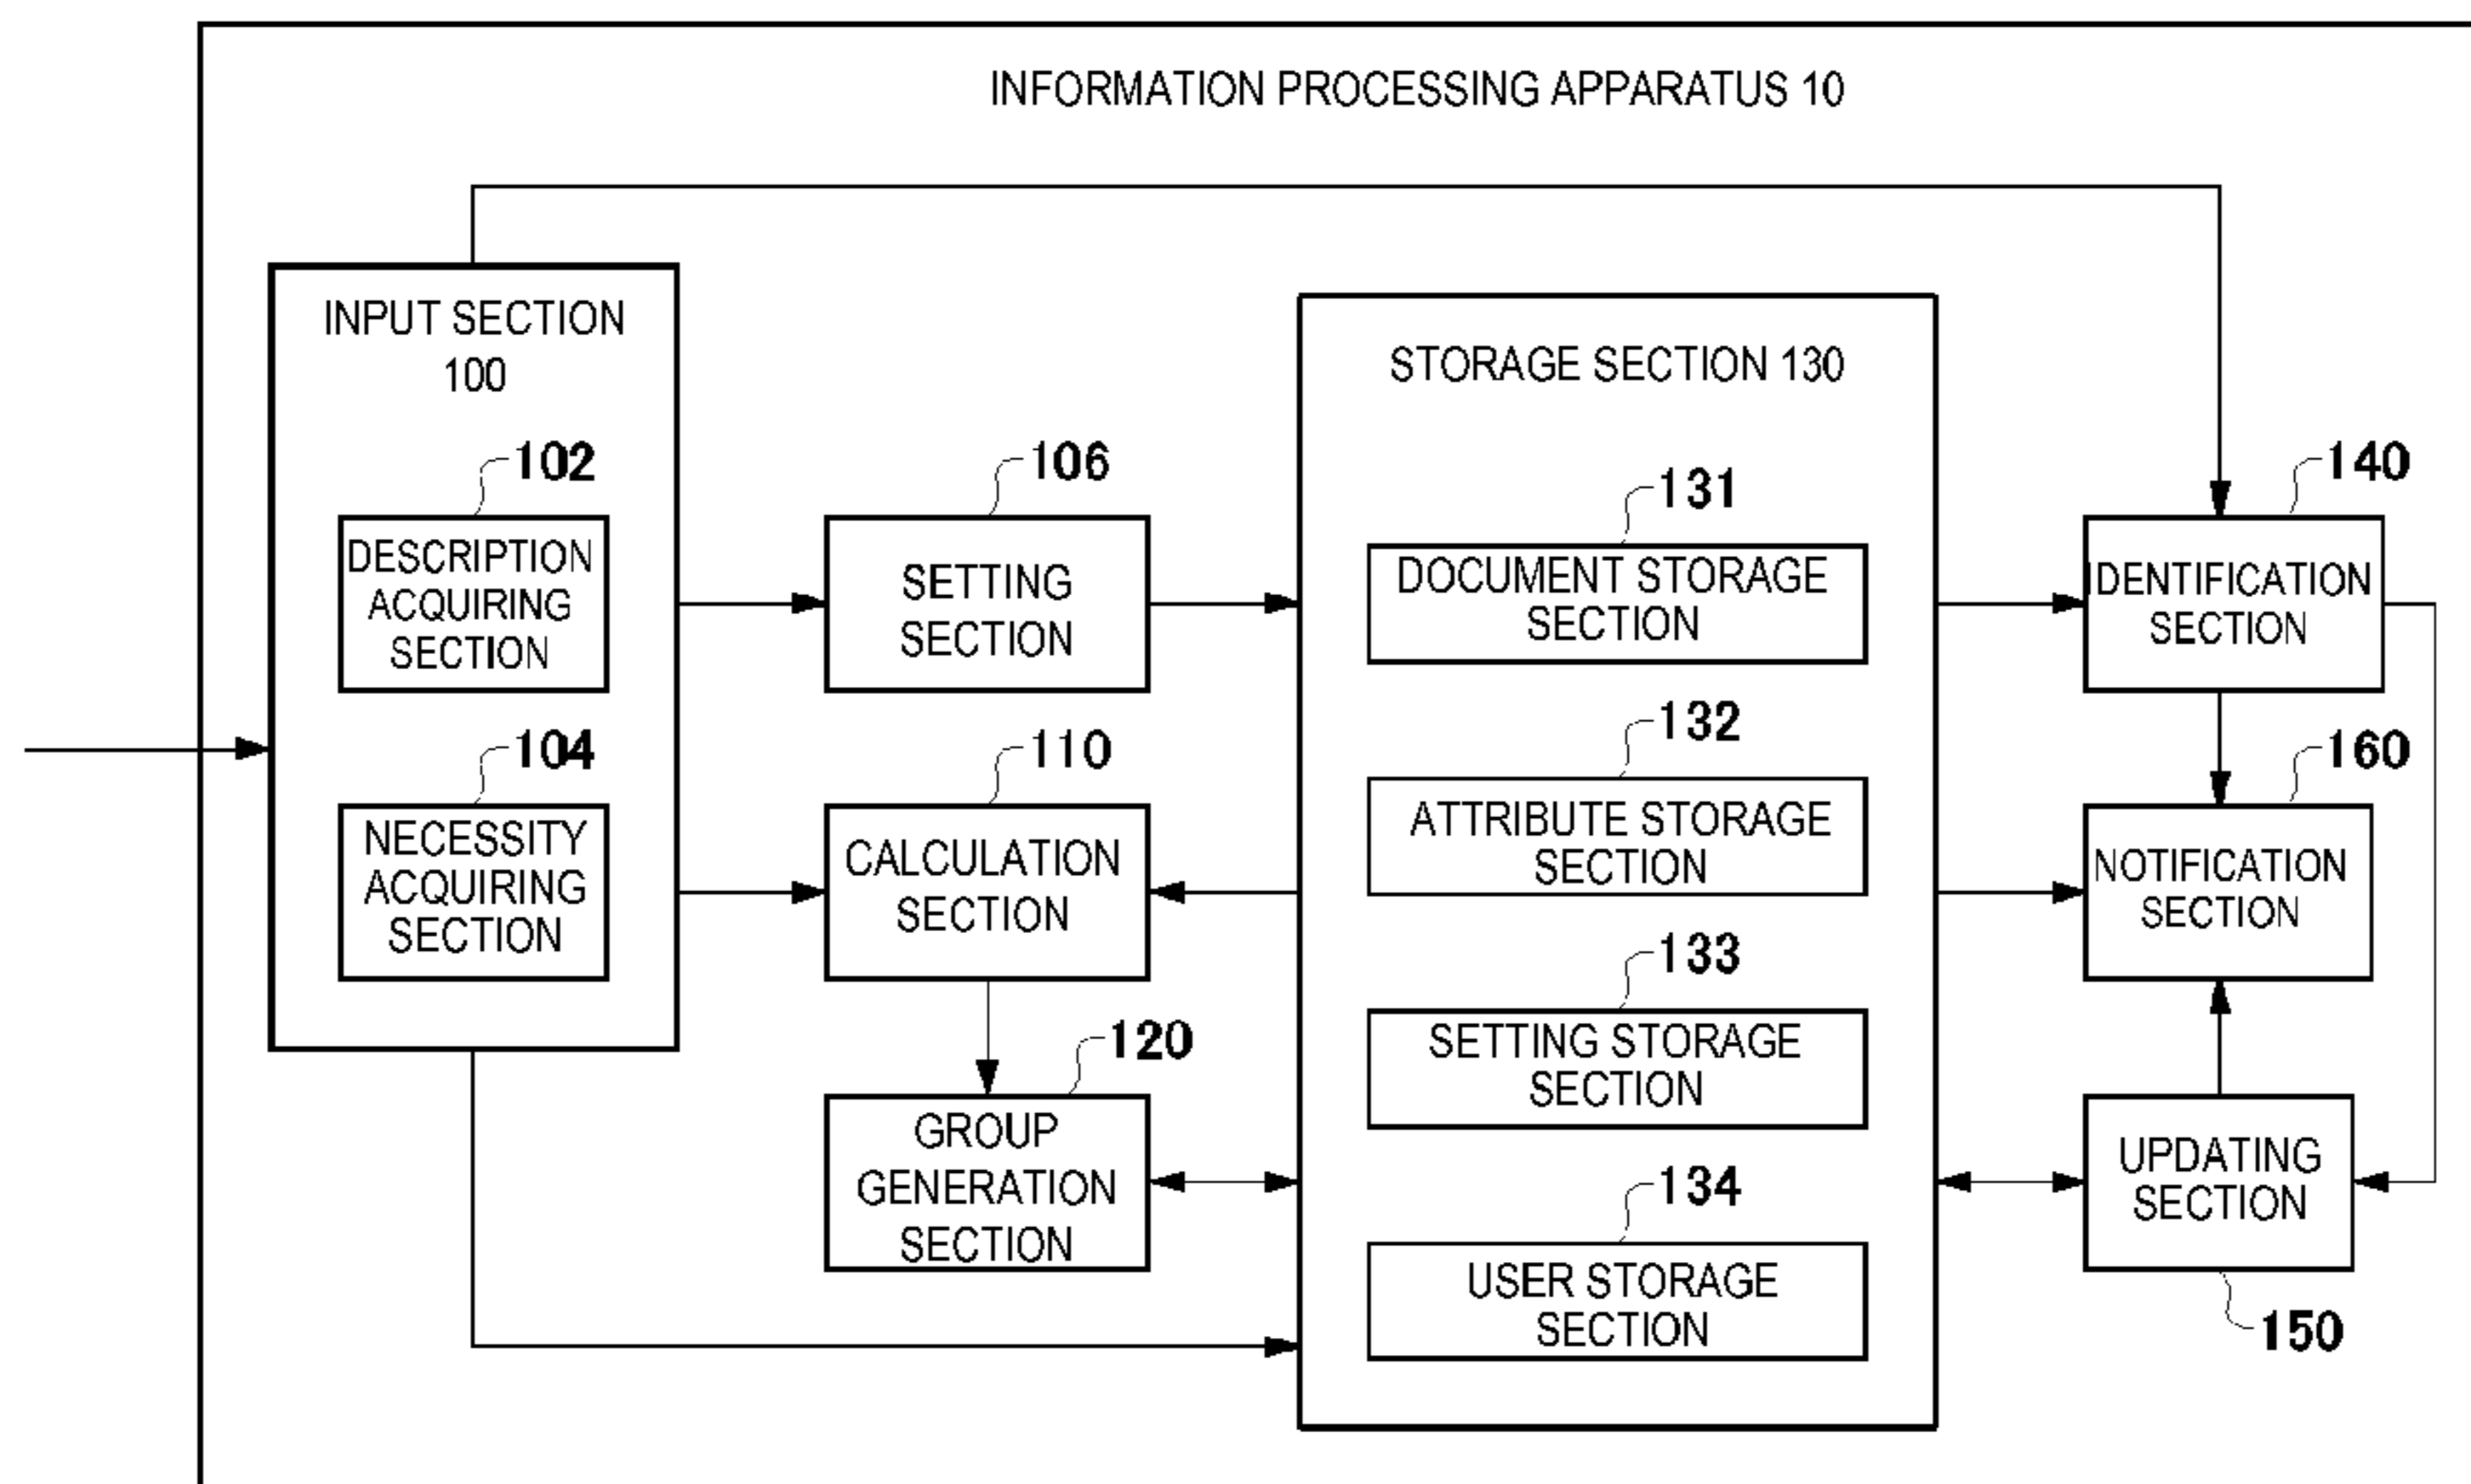 INFORMATION PROCESSING APPARATUS 10
INPUT SECTION
100
102
DESCRIPTION
ACQUIRING
SECTION
104
NECESSITY
ACQUIRING
SECTION
106
SETTING
SECTION
110
CALCULATION
SECTION
120
GROUP
GENERATION
SECTION
STORAGE SECTION 130
131
DOCUMENT STORAGE
SECTION
132
ATTRIBUTE STORAGE
SECTION
133
SETTING STORAGE
SECTION
134
USER STORAGE
SECTION
140
IDENTIFICATION
SECTION
160
NOTIFICATION
SECTION
UPDATING
SECTION
150